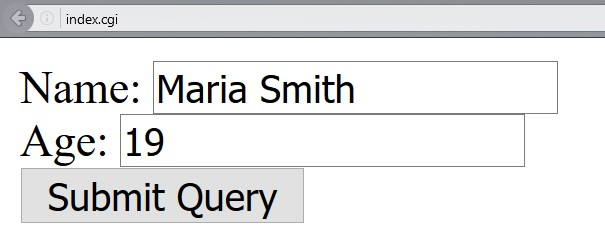 index.cgi
Name: Maria Smith
Age: 19
Submit Query